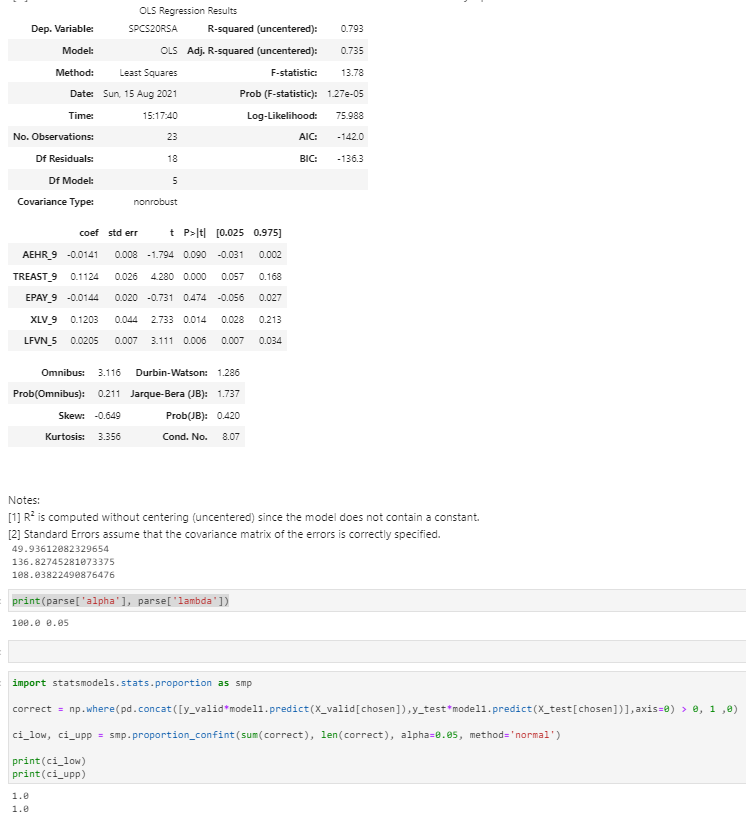 OLS Regression Results
Dep. Variable: SPCS20RSA R-squared (uncentered): 0.793
Model: OLS Adj. R-squared (uncentered): 0.735
Method: Least Squares F-statistic: 13.78
Date: Sun, 15 Aug 2021 Prob (F-statistic): 1.27e-05
Time: 15:17:40 Log-Likelihood: 75.988
No. Observations: 23 AIC: -142.0
Df Residuals: 18 BIC: -136.3
Df Model: 5
Covariance Type: nonrobust
coef std err t P>|t| [0.025 0.975]
AEHR_9 -0.0141 0.008 -1.794 0.090 -0.031 0.002
TREAST_9 0.1124 0.026 4.280 0.000 0.057 0.168
EPAY_9 -0.0144 0.020 -0.731 0.474 -0.056 0.027
XLV_9 0.1203 0.044 2.733 0.014 0.028 0.213
LFVN_5 0.0205 0.007 3.111 0.006 0.007 0.034
Omnibus: 3.116 Durbin-Watson: 1.286
Prob(Omnibus): 0.211 Jarque-Bera (JB): 1.737
Skew: -0.649 Prob(JB): 0.420
Kurtosis: 3.356 Cond. No. 8.07
Notes:
[1] R² is computed without centering (uncentered) since the model does not contain a constant.
[2] Standard Errors assume that the covariance matrix of the errors is correctly specified.
49.93612082329654
136.82745281073375
108.03822490876476
print(parse['alpha'], parse['lambda'])
100.0 0.05
import statsmodels.stats.proportion as smp
correct = np.where(pd.concat([y_valid*model1.predict(X_valid[chosen]),y_test*model1.predict(X_test[chosen])],axis=0) > 0, 1 ,0)
ci_low, ci_upp = smp.proportion_confint(sum(correct), len(correct), alpha=0.05, method='normal')
print(ci_low)
print(ci_upp)
1.0
1.0